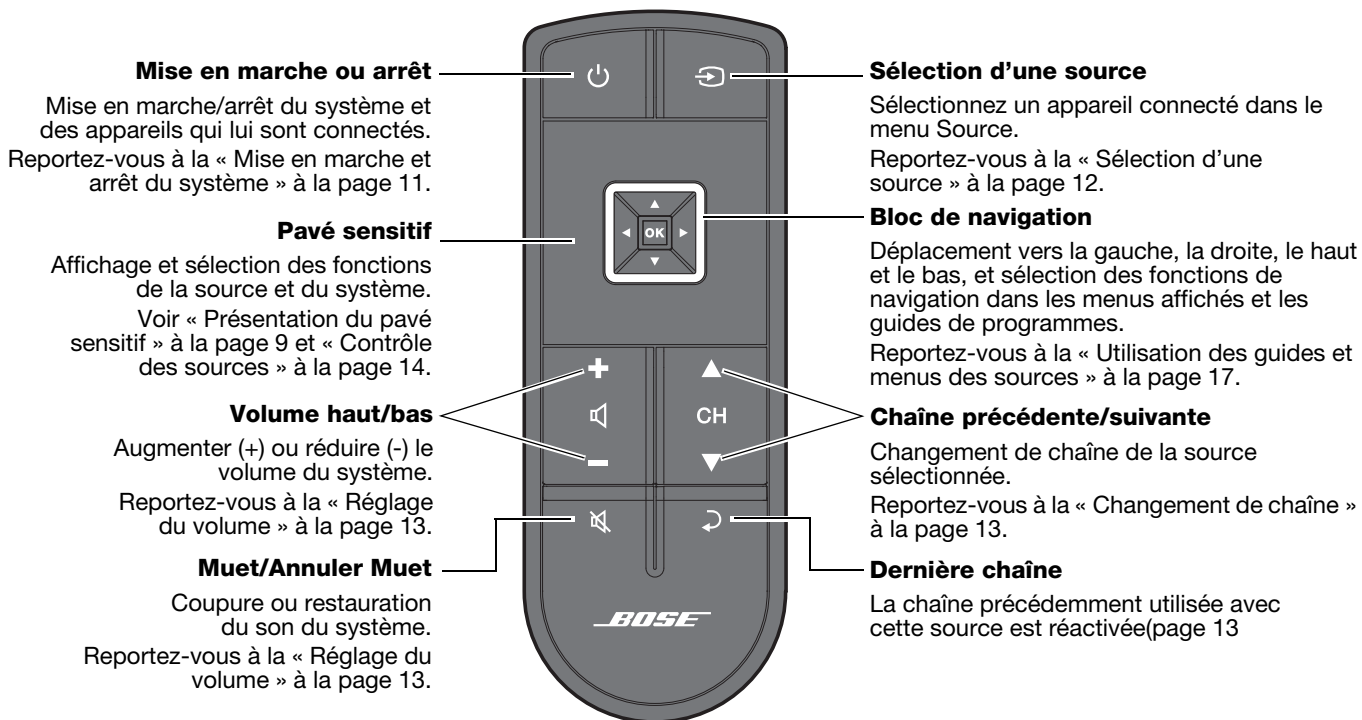 Mise en marche ou arrêt
Mise en marche/arrêt du système et
des appareils qui lui sont connectés.
Reportez-vous à la « Mise en marche et
arrêt du système » à la page 11.
Pavé sensitif
Affichage et sélection des fonctions
de la source et du système.
Voir « Présentation du pavé
sensitif » à la page 9 et « Contrôle
des sources » à la page 14.
Volume haut/bas
Augmenter (+) ou réduire (-) le
volume du système.
Reportez-vous à la « Réglage
du volume » à la page 13.
Muet/Annuler Muet
Coupure ou restauration
du son du système.
Reportez-vous à la « Réglage du
volume » à la page 13.
OK
CH
BOSE
Sélection d’une source
Sélectionnez un appareil connecté dans le
menu Source.
Reportez-vous à la « Sélection d’une
source » à la page 12.
Bloc de navigation
Déplacement vers la gauche, la droite, le haut
et le bas, et sélection des fonctions de
navigation dans les menus affichés et les
guides de programmes.
Reportez-vous à la « Utilisation des guides et
menus des sources » à la page 17.
Chaîne précédente/suivante
Changement de chaîne de la source
sélectionnée.
Reportez-vous à la « Changement de chaîne »
à la page 13.
Dernière chaîne
La chaîne précédemment utilisée avec
cette source est réactivée(page 13